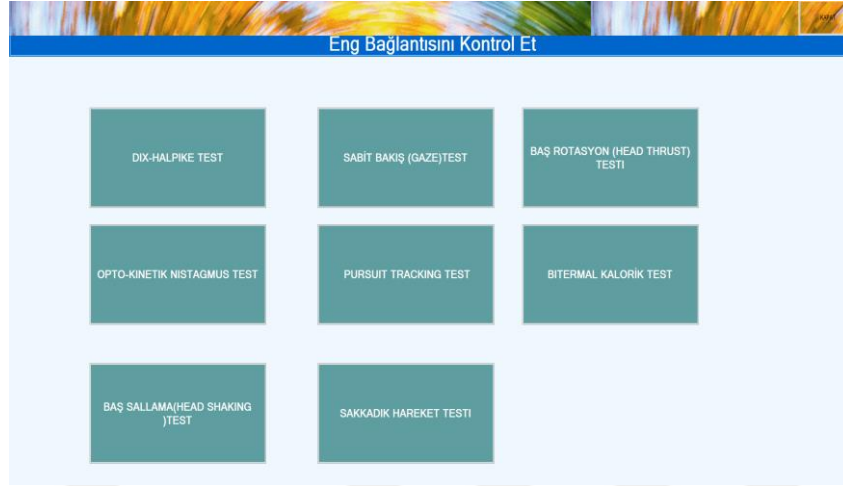 KAPAT
Eng Bağlantısını Kontrol Et
DIX-HALPIKE TEST
SABİT BAKIŞ (GAZE)TEST
BAŞ ROTASYON (HEAD THRUST)
TESTI
OPTO-KINETIK NISTAGMUS TEST
PURSUIT TRACKING TEST
BITERMAL KALORİK TEST
BAŞ SALLAMA(HEAD SHAKING
)TEST
SAKKADIK HAREKET TESTI